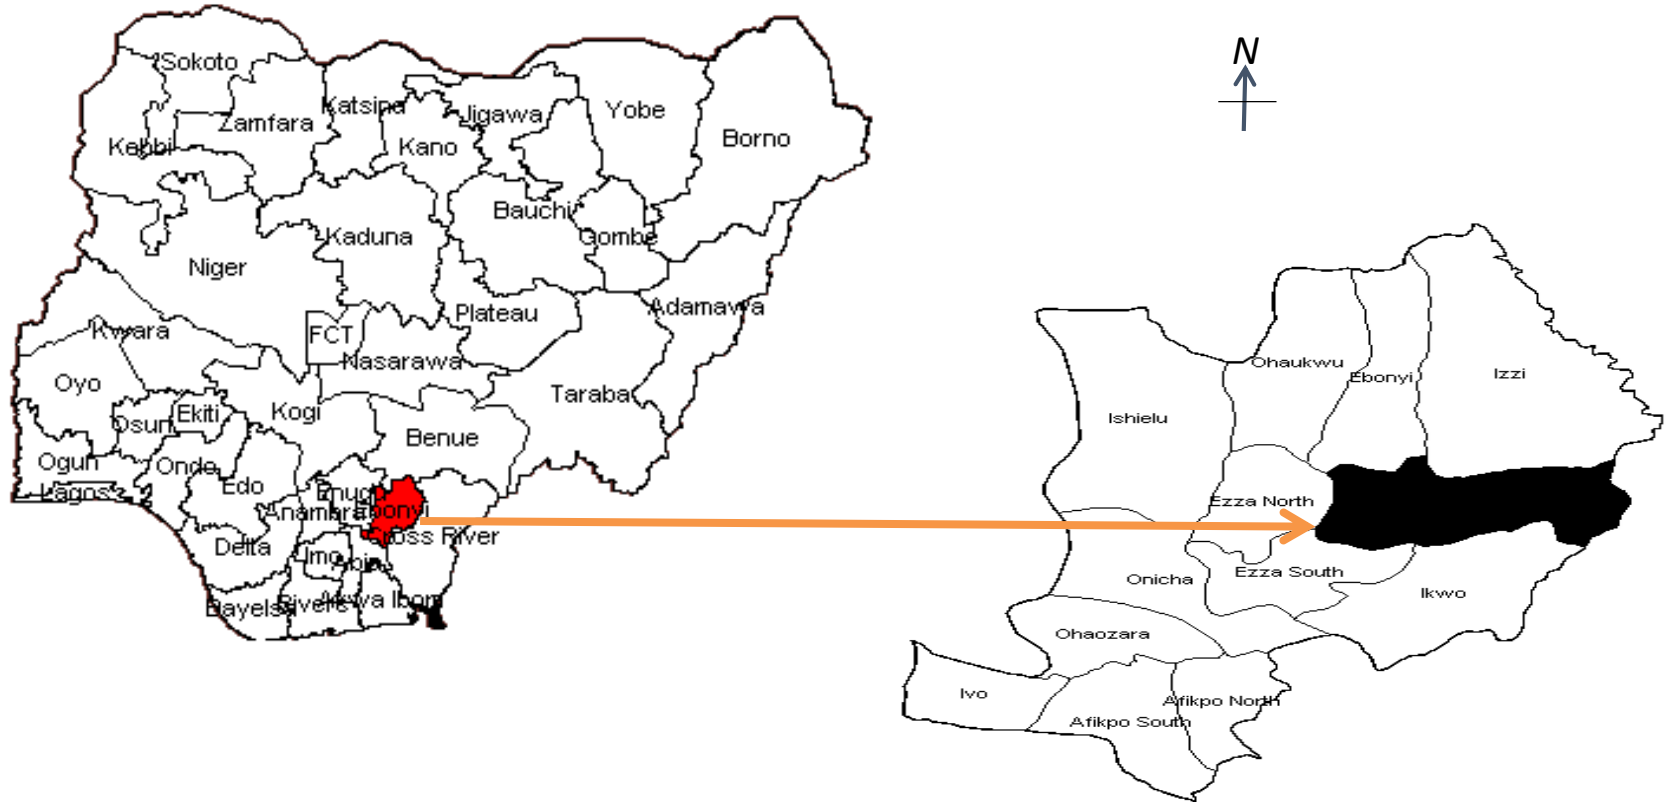 N
Sokoto
Katsina
Jigawa
Yobe
Zamfara
Borno
Kebbi
Kano
Bauchi
Gombe
Kaduna
Niger
Adamawa
Plateau
Kwara
FCT
Nasarawa
Oyo
Taraba
Ekiti
Kogi
Osun
Benue
Ogun
Ondo
Edo
Lagos
Enugu
Anambra
Ebonyi
Cross River
Delta
Imo
Abia
Bayelsa
Rivers
Akwa Ibom
Ohaukwu
Ebonyi
Izzi
Ishielu
Ezza North
Ezza South
Onicha
Ikwo
Ohaozara
Ivo
Afikpo North
Afikpo South